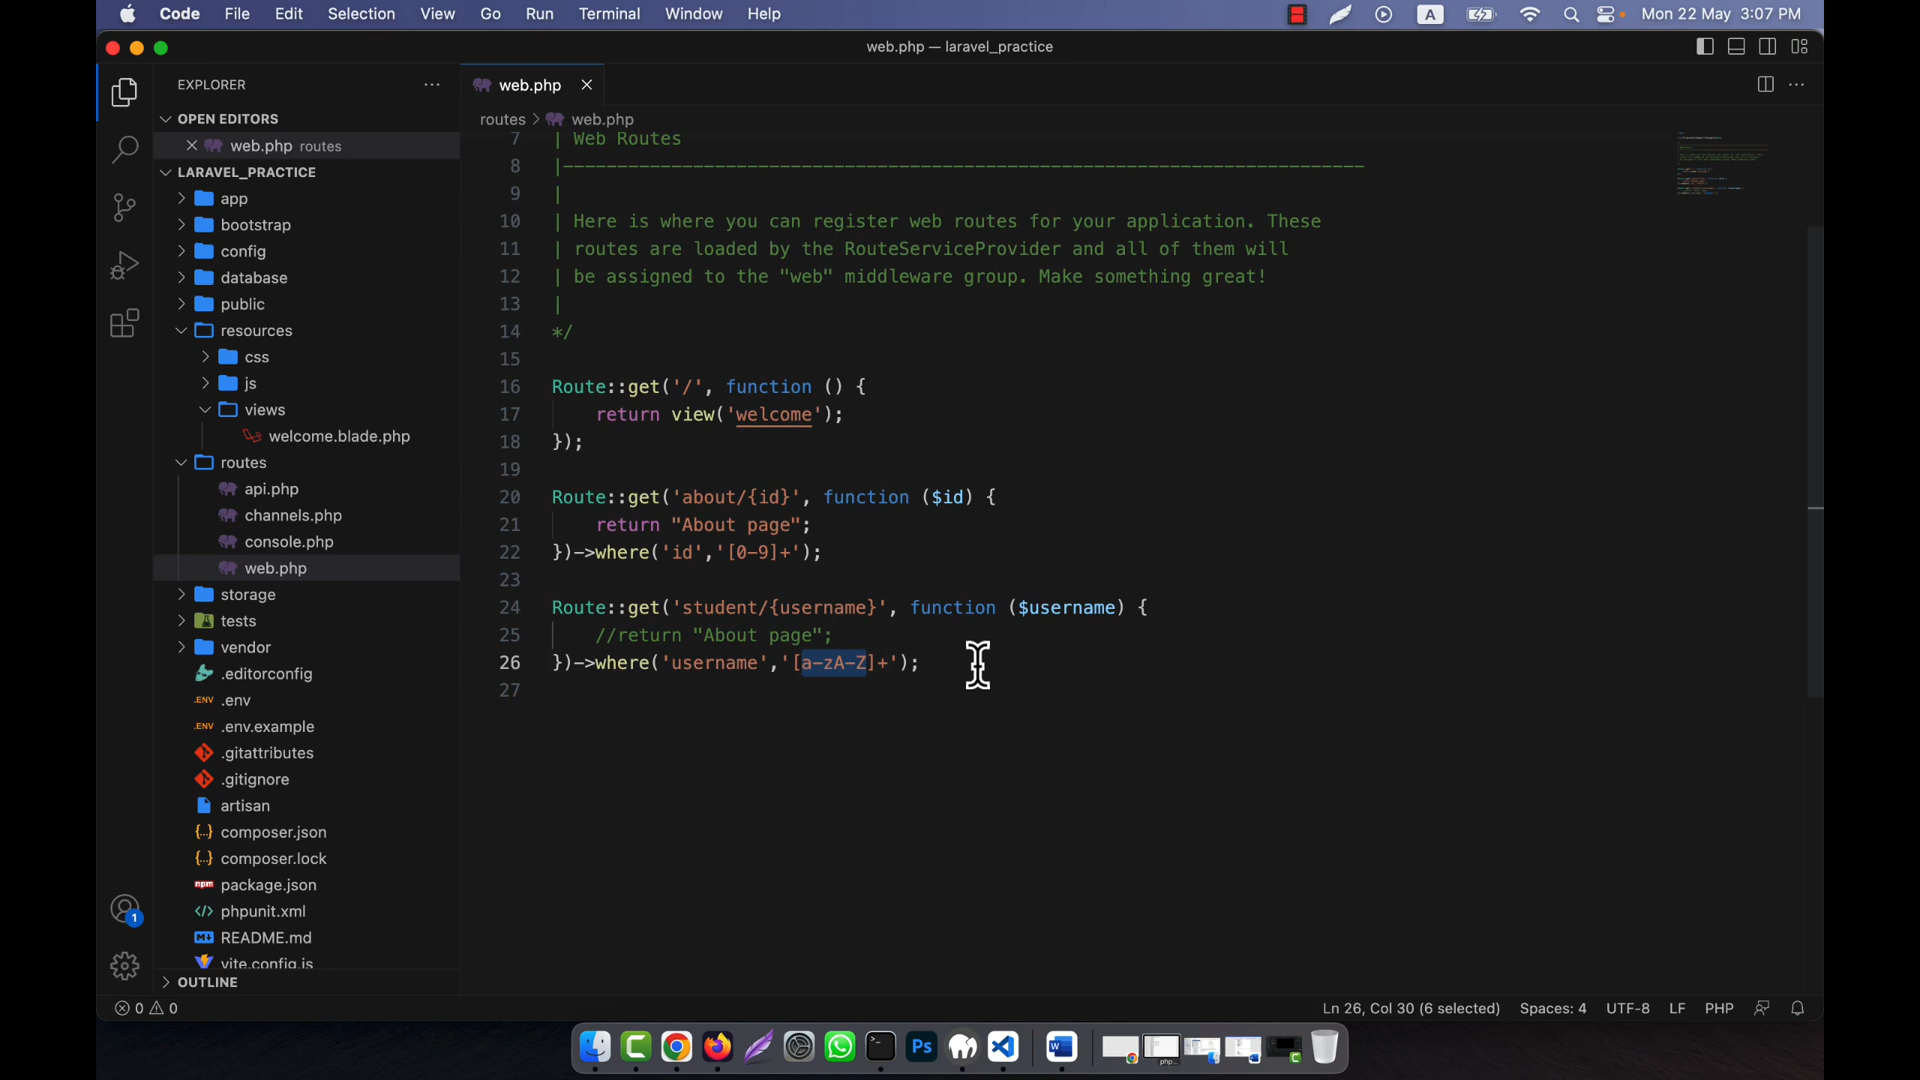 Code File Edit Selection View Go Run Terminal Window Help A Mon 22 May 3:07 PM
web.php — laravel_practice
EXPLORER
OPEN EDITORS
web.php routes
LARAVEL_PRACTICE
app
bootstrap
config
database
public
resources
css
js
views
welcome.blade.php
routes
api.php
channels.php
console.php
web.php
storage
tests
vendor
.editorconfig
.ENV .env
.ENV .env.example
.gitattributes
.gitignore
artisan
{..} composer.json
{..} composer.lock
npm package.json
</> phpunit.xml
README.md
vite.config.js
OUTLINE
1
web.php
routes > web.php
7 | Web Routes
8 |--------------------------------------------------------------------------
9 |
10 | Here is where you can register web routes for your application. These
11 | routes are loaded by the RouteServiceProvider and all of them will
12 | be assigned to the "web" middleware group. Make something great!
13 |
14 */
15
16 Route::get('/', function () {
17 return view('welcome');
18 });
19
20 Route::get('about/{id}', function ($id) {
21 return "About page";
22 })->where('id','[0-9]+');
23
24 Route::get('student/{username}', function ($username) {
25 //return "About page";
26 })->where('username','[a-zA-Z]+');
27
0 0 Ln 26, Col 30 (6 selected) Spaces: 4 UTF-8 LF PHP
Ps
php